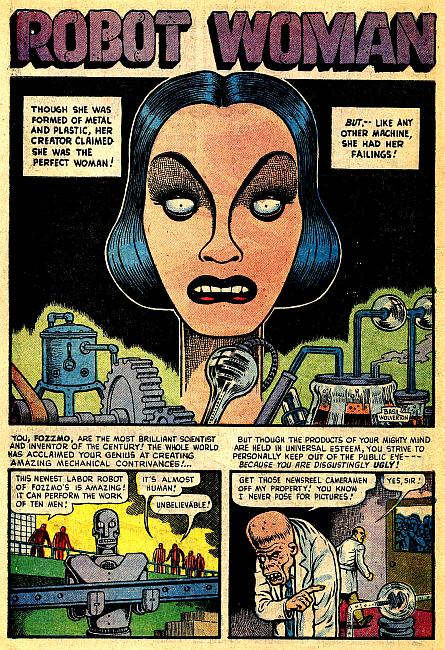 ROBOT WOMAN
THOUGH SHE WAS
FORMED OF METAL
AND PLASTIC, HER
CREATOR CLAIMED
SHE WAS THE
PERFECT WOMAN!
BUT,-- LIKE ANY
OTHER MACHINE,
SHE HAD HER
FAILINGS!
BASIL
WOLVERTON
YOU, FOZZMO, ARE THE MOST BRILLIANT SCIENTIST
AND INVENTOR OF THE CENTURY! THE WHOLE WORLD
HAS ACCLAIMED YOUR GENIUS AT CREATING
AMAZING MECHANICAL CONTRIVANCES!...
BUT THOUGH THE PRODUCTS OF YOUR MIGHTY MIND
ARE HELD IN UNIVERSAL ESTEEM, YOU STRIVE TO
PERSONALLY KEEP OUT OF THE PUBLIC EYE---
BECAUSE YOU ARE DISGUSTINGLY UGLY!
THIS NEWEST LABOR ROBOT
OF FOZZMO'S IS AMAZING!
IT CAN PERFORM THE WORK
OF TEN MEN!
IT'S ALMOST
HUMAN!
UNBELIEVABLE!
GET THOSE NEWSREEL CAMERAMEN
OFF MY PROPERTY! YOU KNOW
I NEVER POSE FOR PICTURES!
YES, SIR!